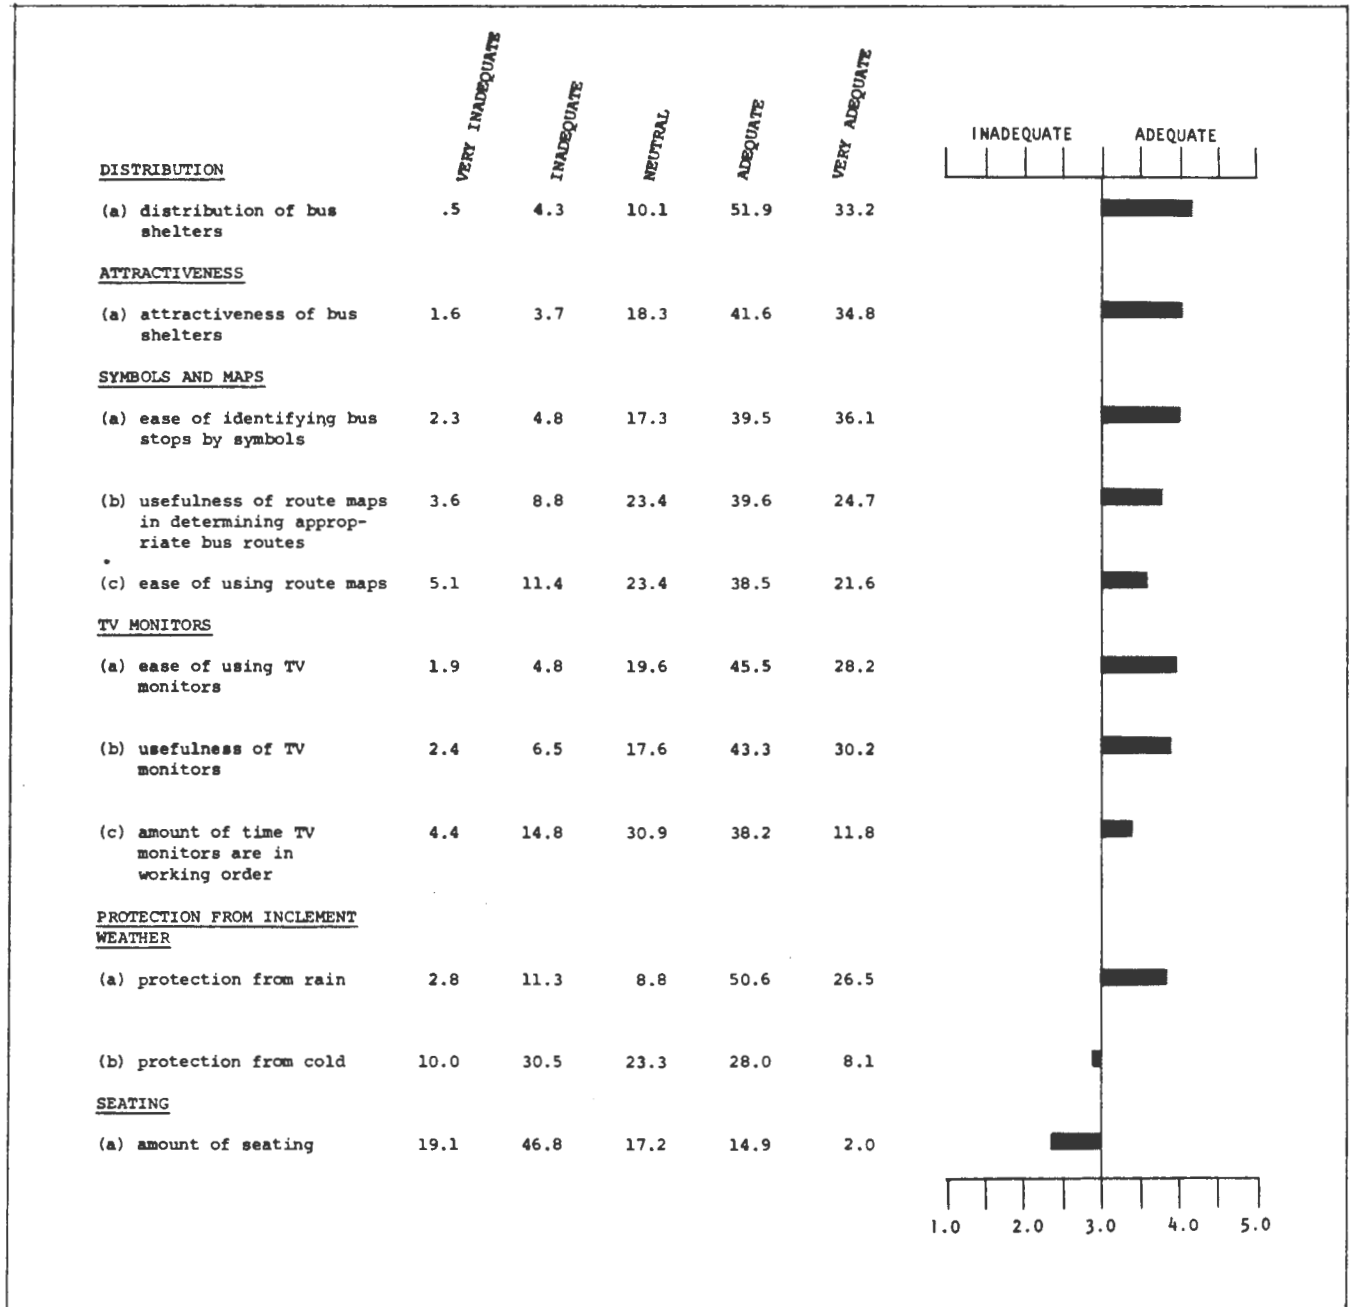 VERY INADEQUATE INADEQUATE NEUTRAL ADEQUATE VERY ADEQUATE
INADEQUATE ADEQUATE
DISTRIBUTION
(a) distribution of bus .5 4.3 10.1 51.9 33.2
shelters
ATTRACTIVENESS
(a) attractiveness of bus 1.6 3.7 18.3 41.6 34.8
shelters
SYMBOLS AND MAPS
(a) ease of identifying bus 2.3 4.8 17.3 39.5 36.1
stops by symbols
(b) usefulness of route maps 3.6 8.8 23.4 39.6 24.7
in determining approp-
riate bus routes
(c) ease of using route maps 5.1 11.4 23.4 38.5 21.6
TV MONITORS
(a) ease of using TV 1.9 4.8 19.6 45.5 28.2
monitors
(b) usefulness of TV 2.4 6.5 17.6 43.3 30.2
monitors
(c) amount of time TV 4.4 14.8 30.9 38.2 11.8
monitors are in
working order
PROTECTION FROM INCLEMENT
WEATHER
(a) protection from rain 2.8 11.3 8.8 50.6 26.5
(b) protection from cold 10.0 30.5 23.3 28.0 8.1
SEATING
(a) amount of seating 19.1 46.8 17.2 14.9 2.0
1.0 2.0 3.0 4.0 5.0